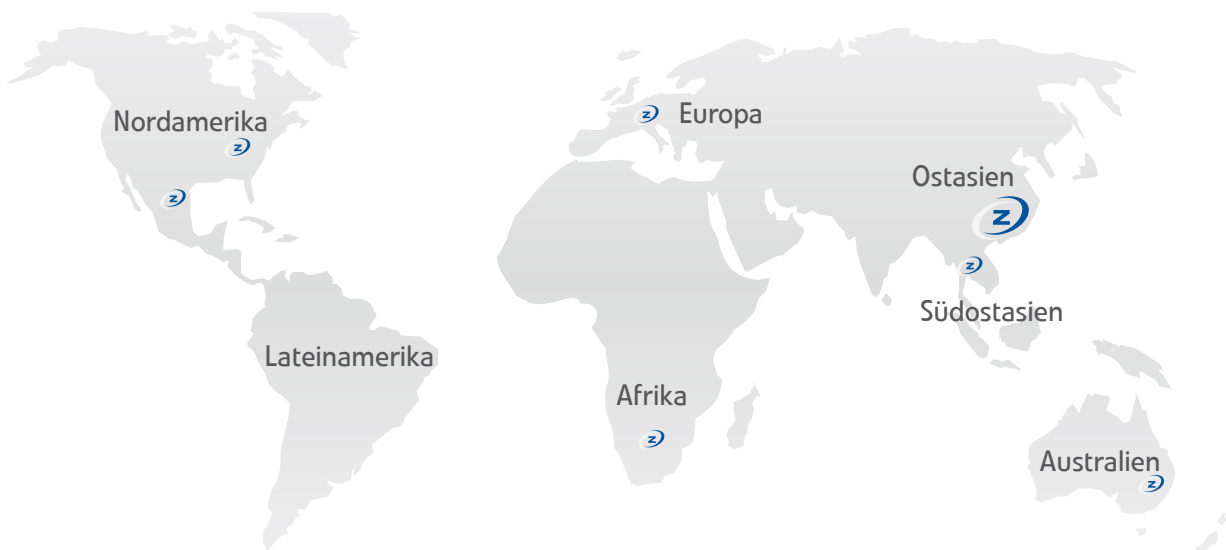 Nordamerika
Z
Z
Europa
Z
Ostasien
Z
Z
Südostasien
Lateinamerika
Afrika
Z
Australien
Z